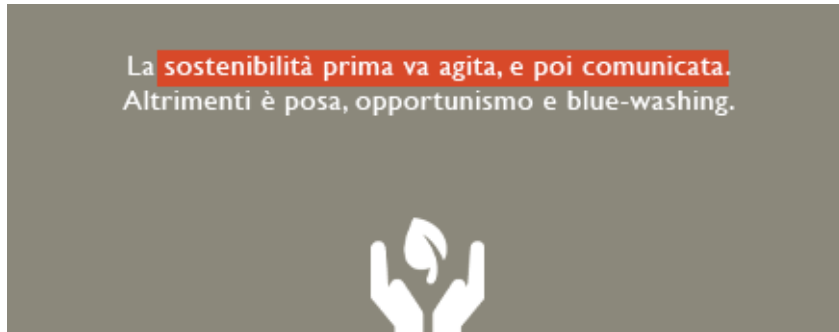 La sostenibilità prima va agita, e poi comunicata.
Altrimenti è posa, opportunismo e blue-washing.